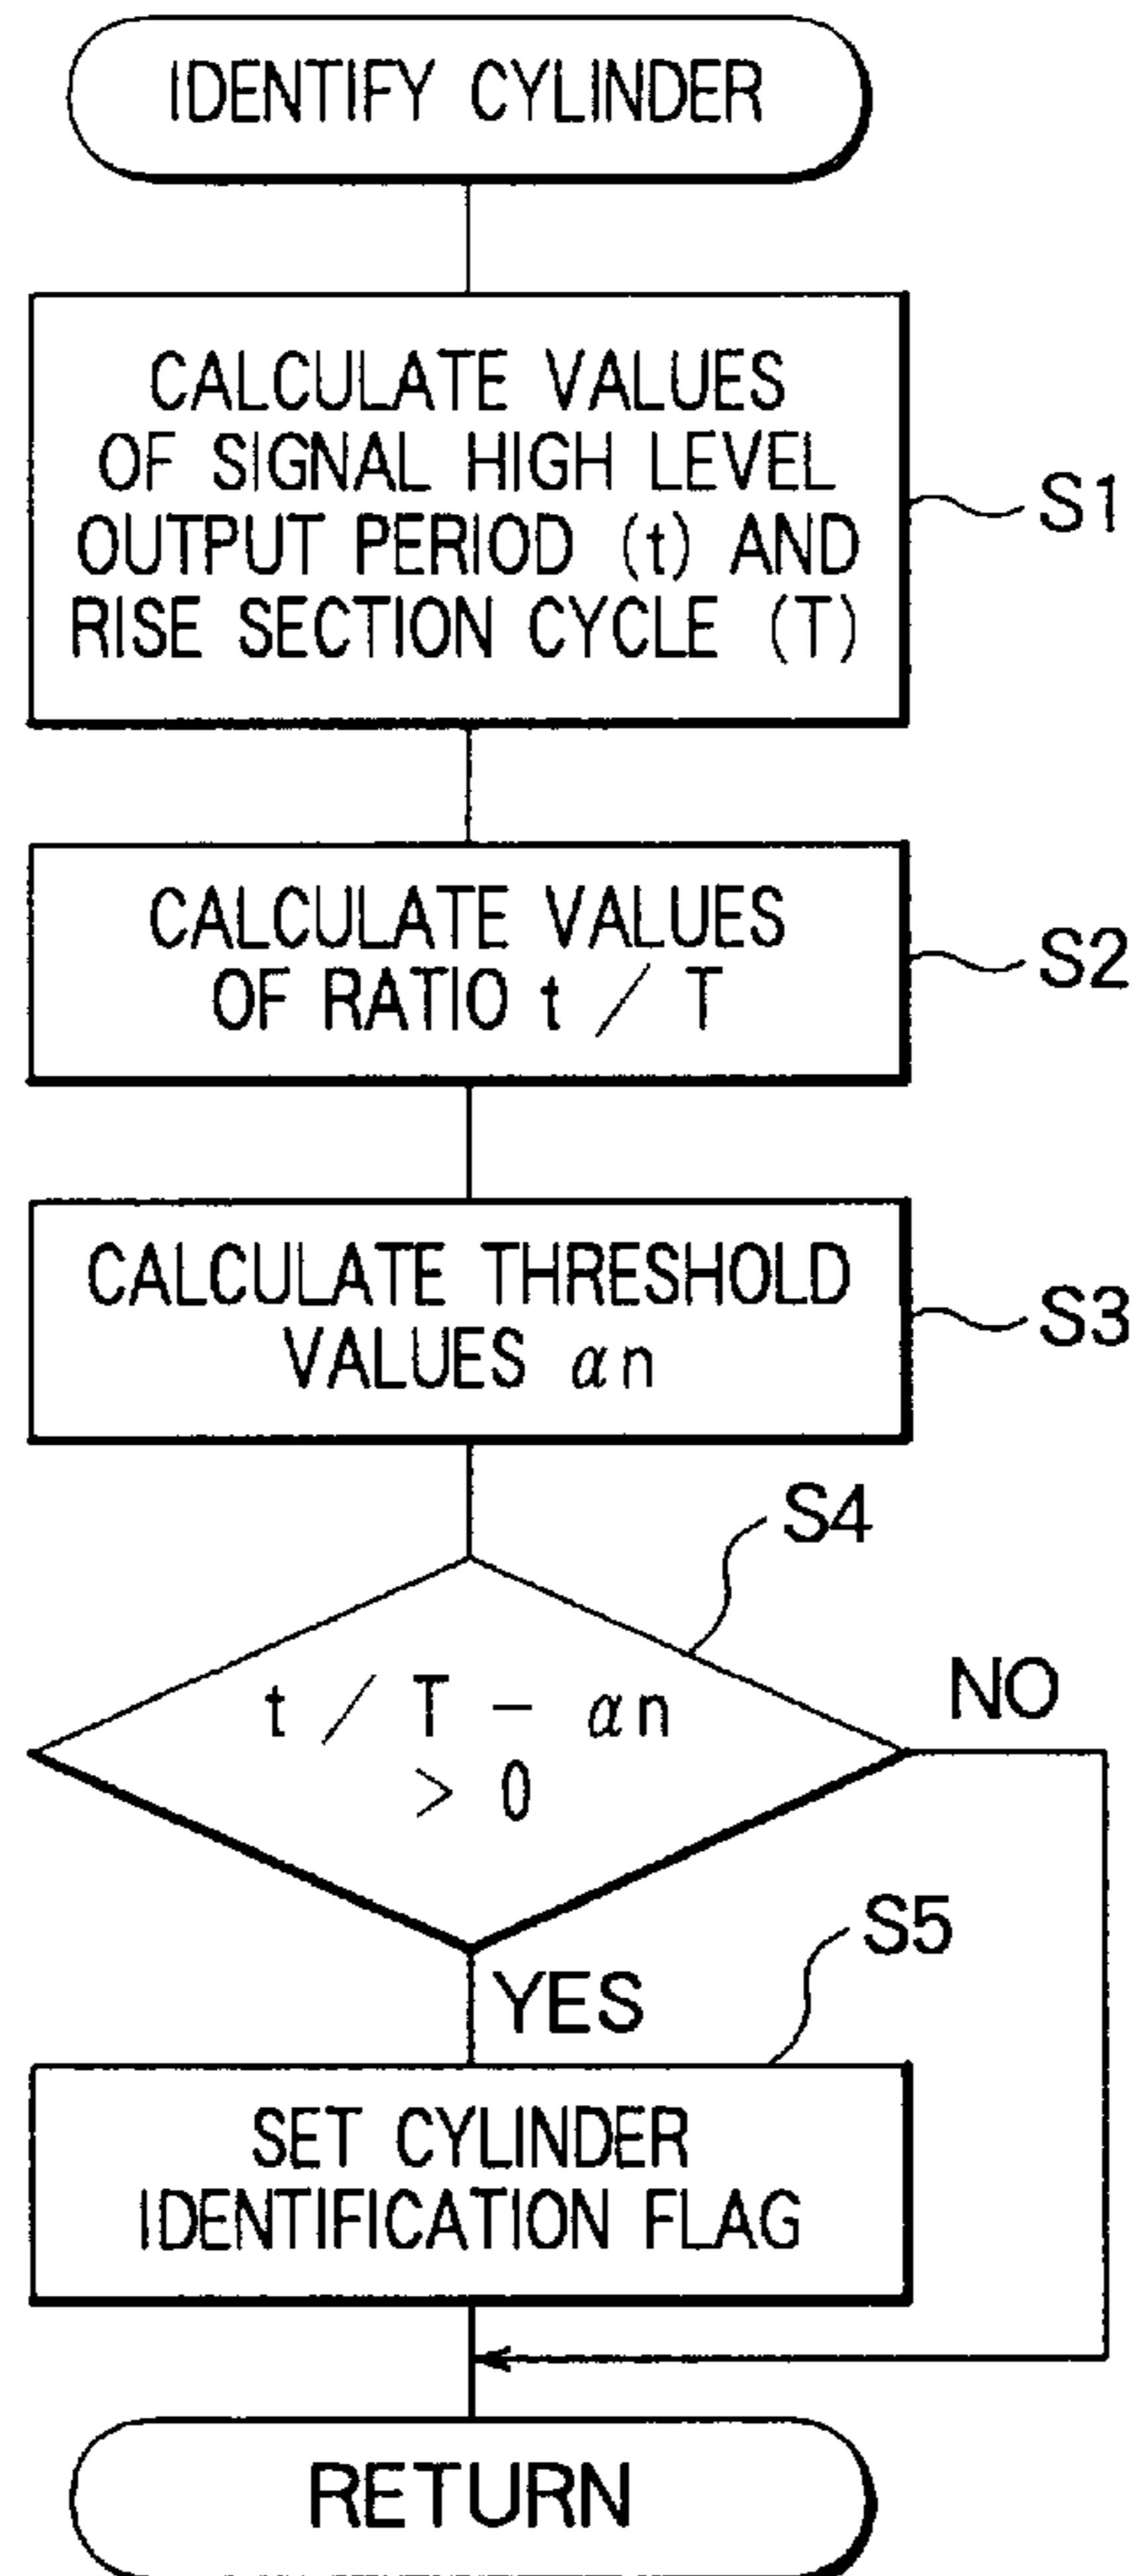 IDENTIFY CYLINDER
CALCULATE VALUES
OF SIGNAL HIGH LEVEL
OUTPUT PERIOD (t) AND
RISE SECTION CYCLE (T)
S1
CALCULATE VALUES
OF RATIO t / T
S2
CALCULATE THRESHOLD
VALUES αn
S3
S4
t / T - αn
> 0
NO
YES
S5
SET CYLINDER
IDENTIFICATION FLAG
RETURN